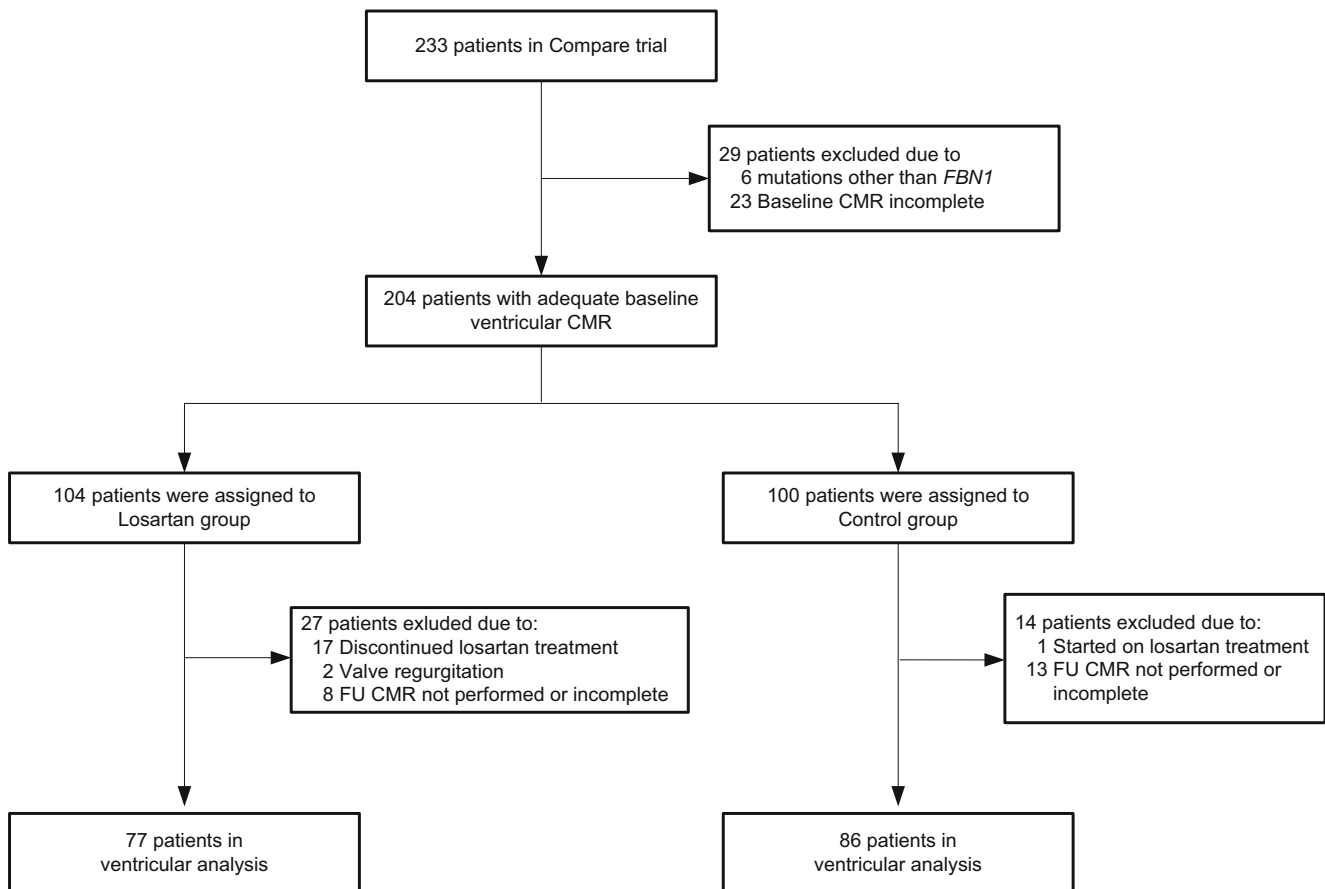 233 patients in Compare trial
29 patients excluded due to
6 mutations other than FBN1
23 Baseline CMR incomplete
204 patients with adequate baseline
ventricular CMR
104 patients were assigned to
Losartan group
100 patients were assigned to
Control group
27 patients exluded due to:
17 Discontinued losartan treatment
2 Valve regurgitation
8 FU CMR not performed or incomplete
14 patients excluded due to:
1 Started on losartan treatment
13 FU CMR not performed or
incomplete
77 patients in
ventricular analysis
86 patients in
ventricular analysis